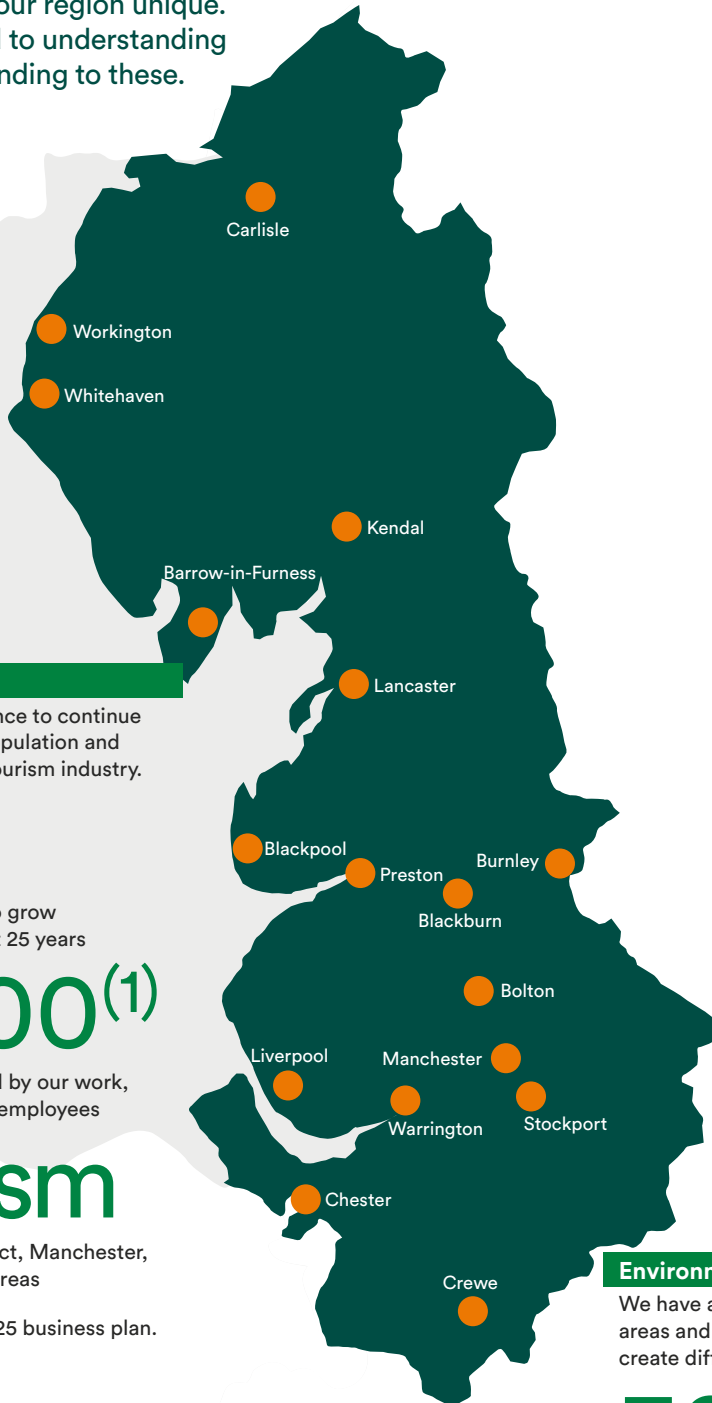 our region unique.
to understanding
nding to these.
Carlisle
Workington
Whitehaven
Kendal
Barrow-in-Furness
Lancaster
nce to continue
pulation and
ourism industry.
Blackpool
Preston
Burnley
Blackburn
grow
25 years
00(1)
Bolton
Liverpool
Manchester
by our work,
employees
Warrington
Stockport
sm
Chester
ct, Manchester,
reas
Crewe
25 business plan.
Environm
We have a
areas and
create diff